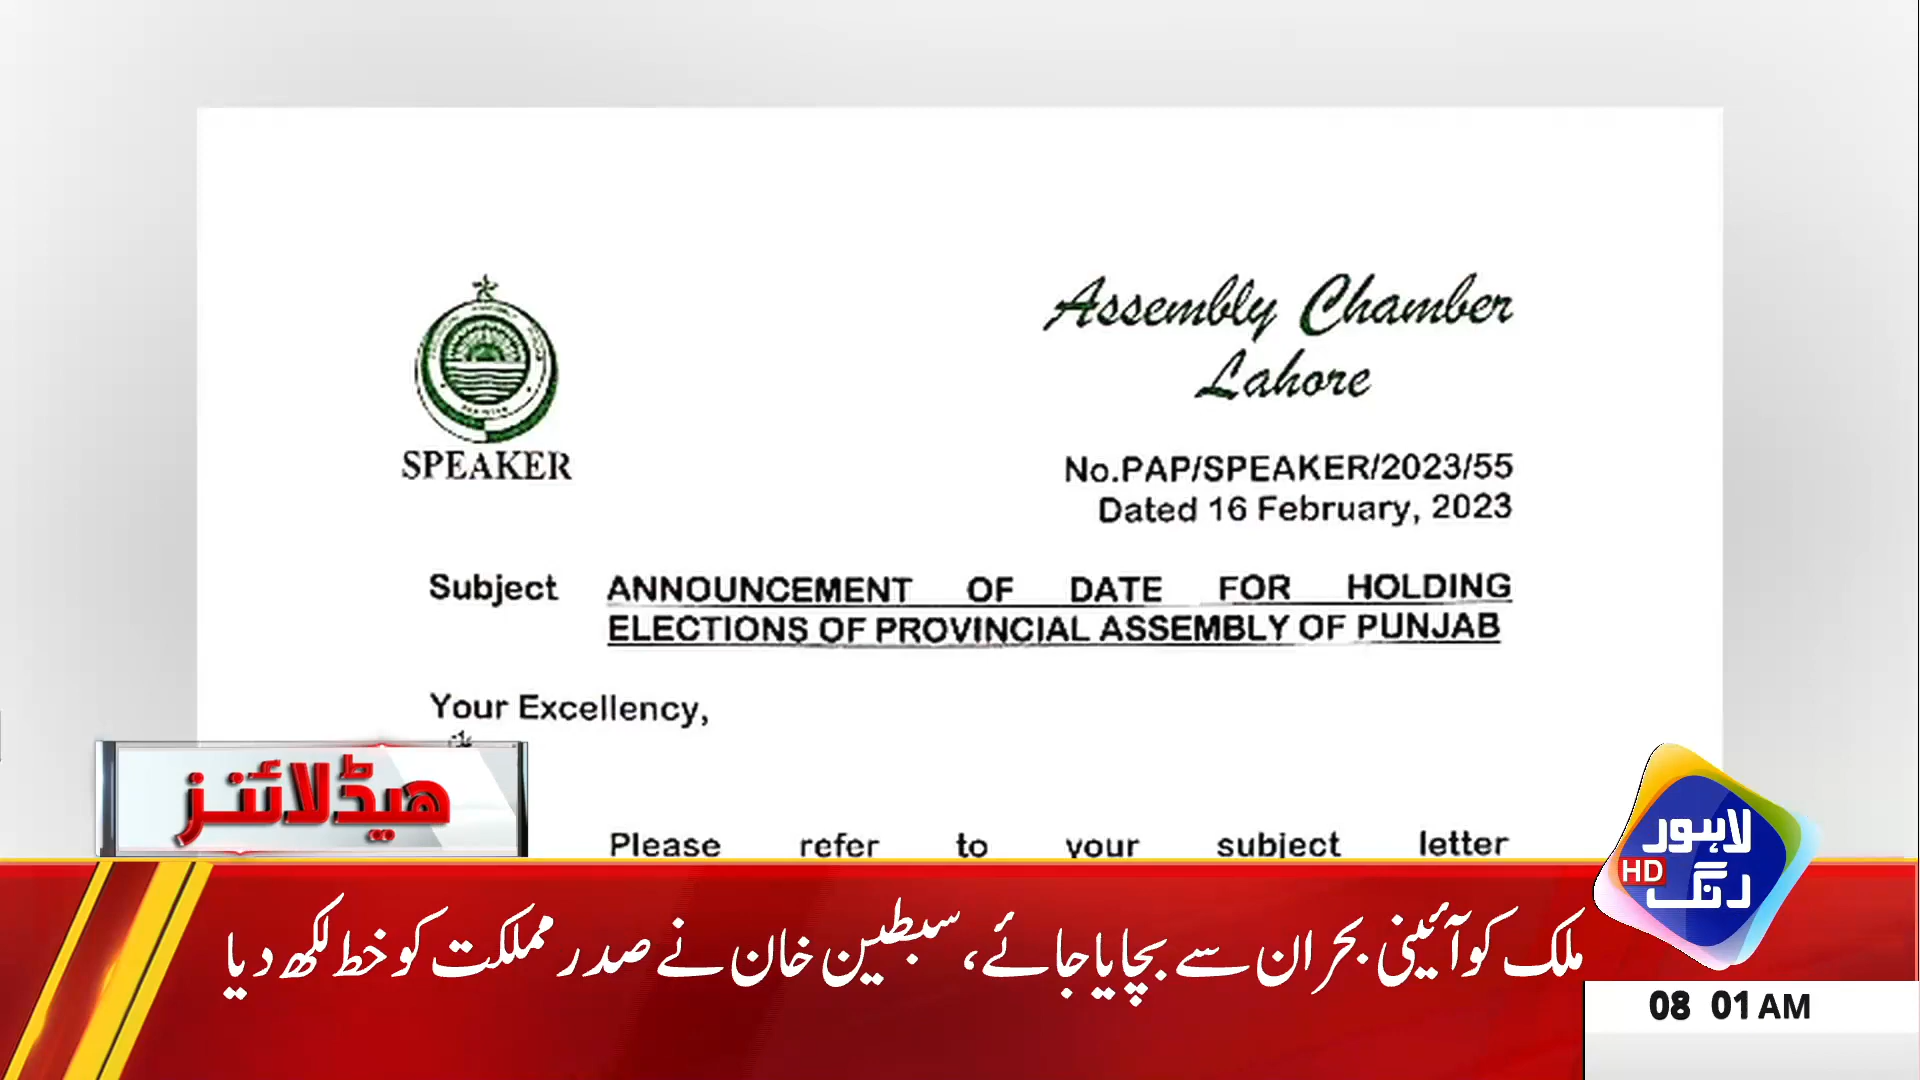 Assembly Chamber
Lahore
SPEAKER
No.PAP/SPEAKER/2023/55
Dated 16 February, 2023
Subject ANNOUNCEMENT OF DATE FOR HOLDING
ELECTIONS OF PROVINCIAL ASSEMBLY OF PUNJAB
Your Excellency,
Please refer to your subject letter
ہیڈلائنز
لاہور
HD
رنگ
ملک کو آئینی بحران سے بچایا جائے، سبطین خان نے صدر مملکت کو خط لکھ دیا
08 01 AM